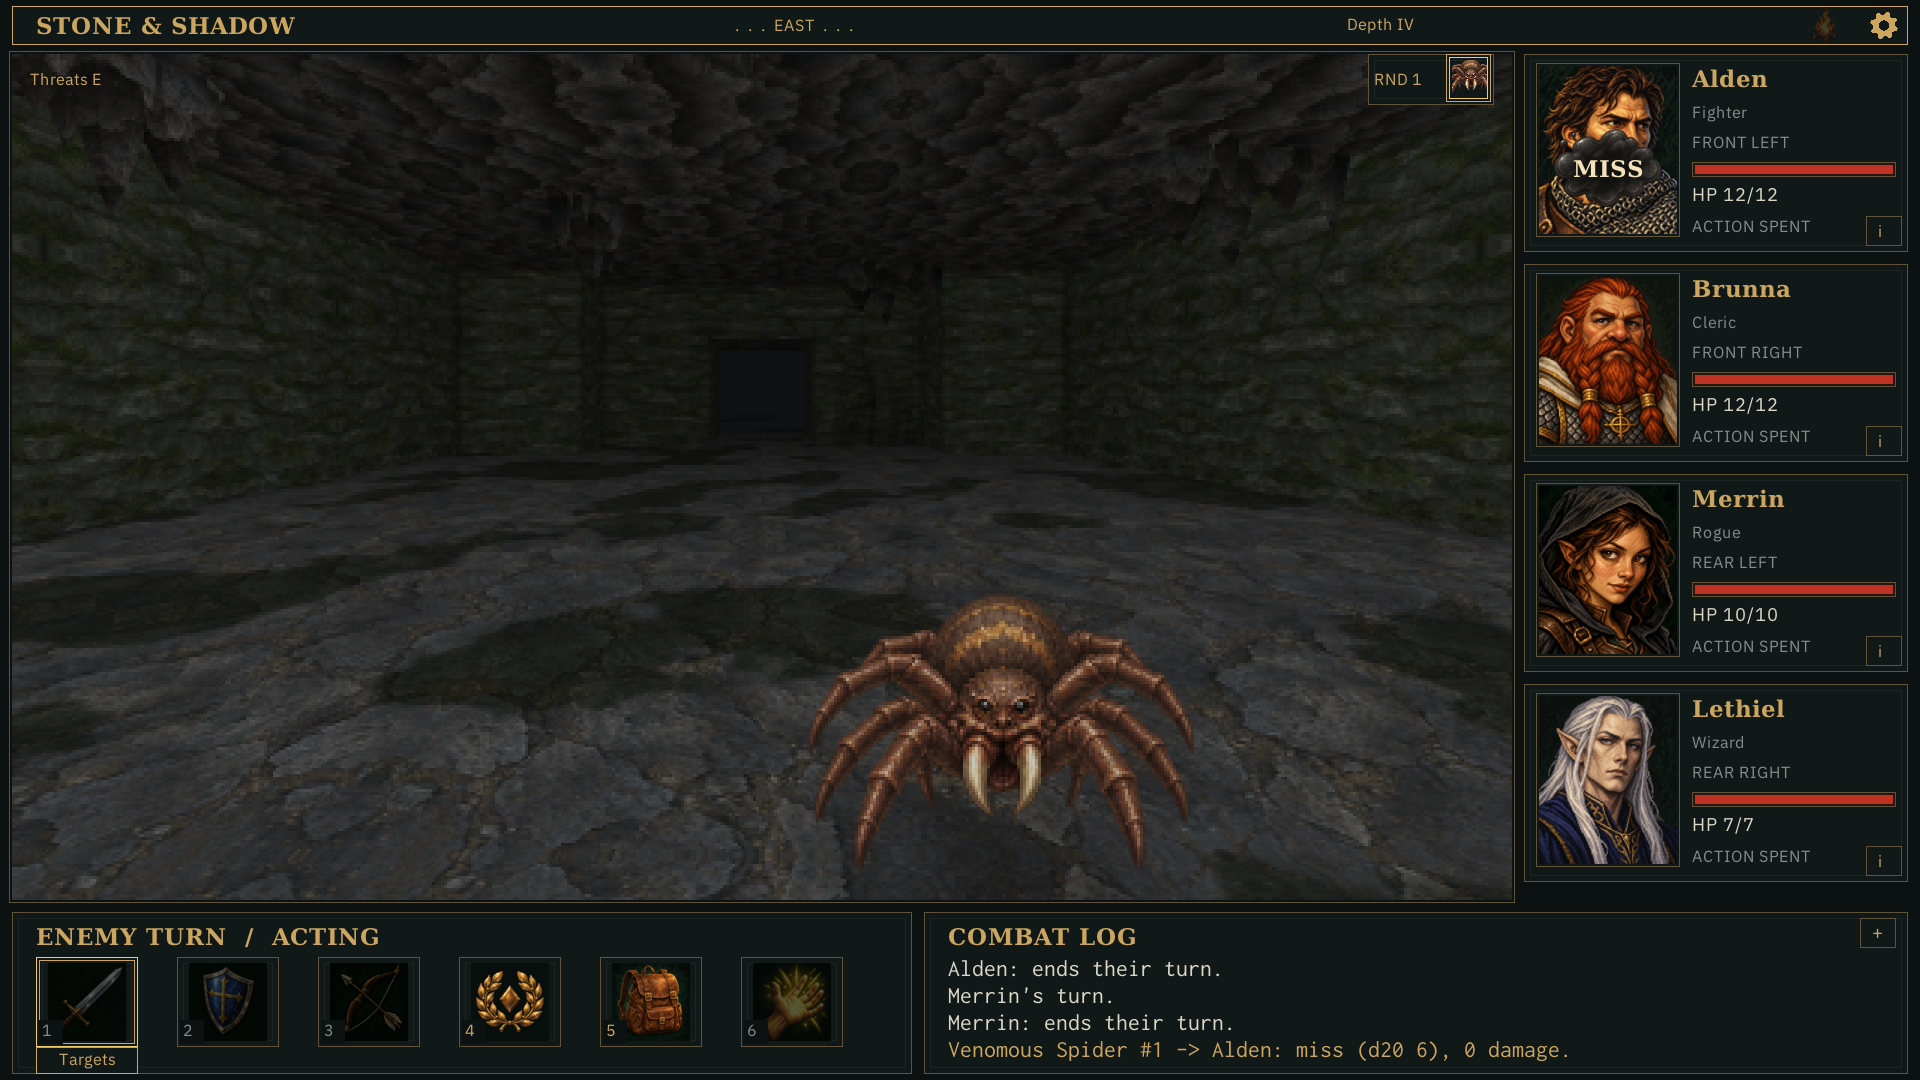 STONE & SHADOW
. . . EAST . . .
Depth IV
Threats E
RND 1
Alden
Fighter
FRONT LEFT
MISS
HP 12/12
ACTION SPENT
i
Brunna
Cleric
FRONT RIGHT
HP 12/12
ACTION SPENT
i
Merrin
Rogue
REAR LEFT
HP 10/10
ACTION SPENT
i
Lethiel
Wizard
REAR RIGHT
HP 7/7
ACTION SPENT
i
ENEMY TURN / ACTING
1
2
3
4
5
6
Targets
COMBAT LOG
+
Alden: ends their turn.
Merrin's turn.
Merrin: ends their turn.
Venomous Spider #1 -> Alden: miss (d20 6), 0 damage.